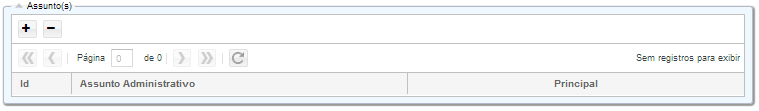 Assunto(s)
Página 0 de 0 Sem registros para exibir
Id Assunto Administrativo Principal